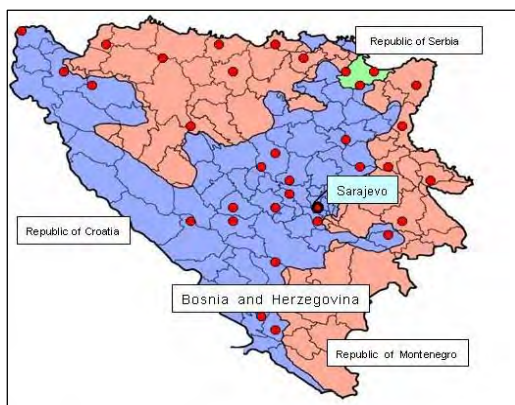 Republic of Serbia
Sarajevo
Republic of Croatia
Bosnia and Herzegovina
Republic of Montenegro